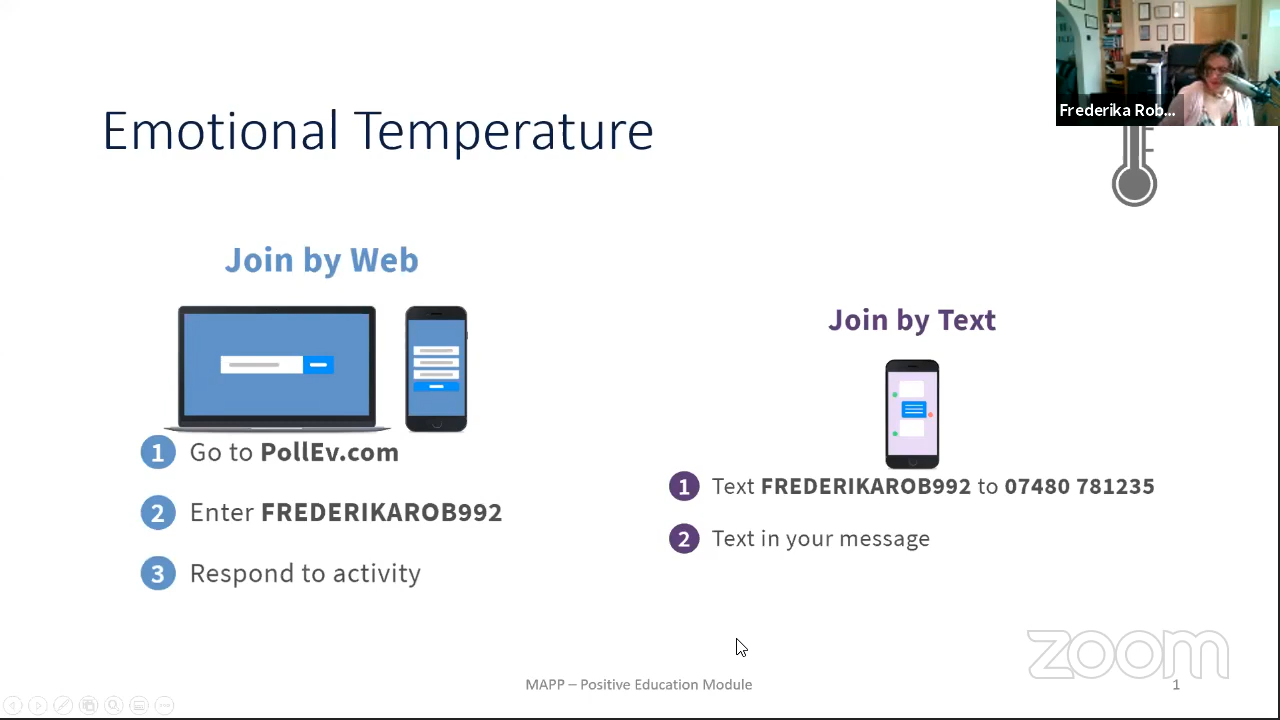 Frederika Rob...
Emotional Temperature
Join by Web
1 Go to PollEv.com
2 Enter FREDERIKAROB992
3 Respond to activity
Join by Text
1 Text FREDERIKAROB992 to 07480 781235
2 Text in your message
zoom
MAPP – Positive Education Module
1